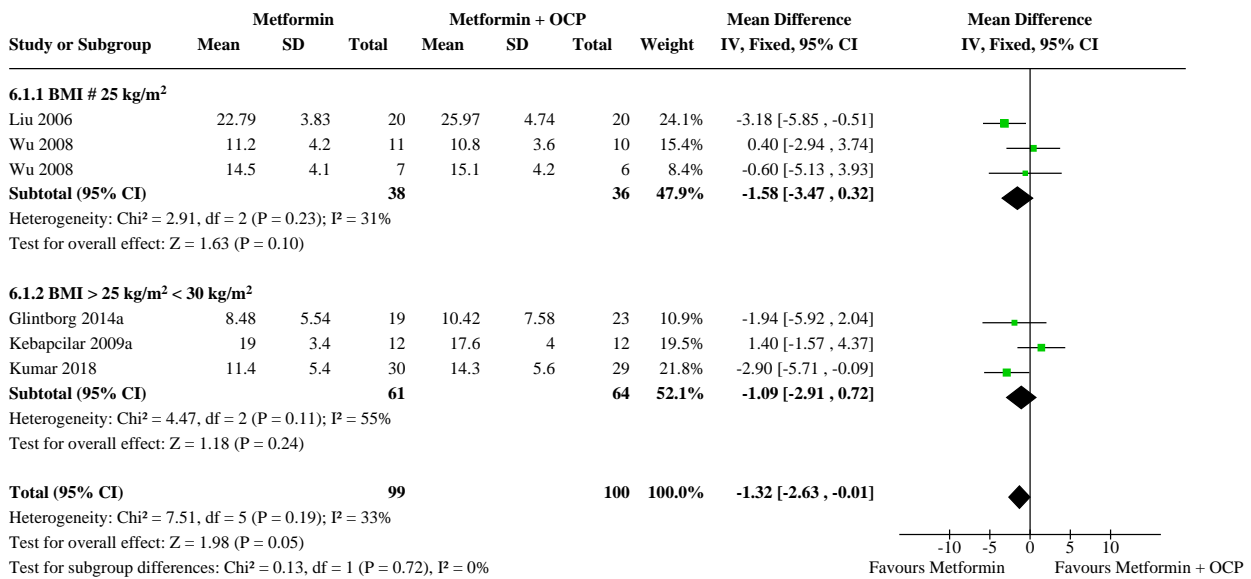 Metformin Metformin + OCP Mean Difference Mean Difference
Study or Subgroup Mean SD Total Mean SD Total Weight IV, Fixed, 95% CI IV, Fixed, 95% CI
6.1.1 BMI # 25 kg/m²
Liu 2006 22.79 3.83 20 25.97 4.74 20 24.1% -3.18 [-5.85 , -0.51]
Wu 2008 11.2 4.2 11 10.8 3.6 10 15.4% 0.40 [-2.94 , 3.74]
Wu 2008 14.5 4.1 7 15.1 4.2 6 8.4% -0.60 [-5.13 , 3.93]
Subtotal (95% CI) 38 36 47.9% -1.58 [-3.47 , 0.32]
Heterogeneity: Chi² = 2.91, df = 2 (P = 0.23); I² = 31%
Test for overall effect: Z = 1.63 (P = 0.10)
6.1.2 BMI > 25 kg/m² < 30 kg/m²
Glintborg 2014a 8.48 5.54 19 10.42 7.58 23 10.9% -1.94 [-5.92 , 2.04]
Kebapcilar 2009a 19 3.4 12 17.6 4 12 19.5% 1.40 [-1.57 , 4.37]
Kumar 2018 11.4 5.4 30 14.3 5.6 29 21.8% -2.90 [-5.71 , -0.09]
Subtotal (95% CI) 61 64 52.1% -1.09 [-2.91 , 0.72]
Heterogeneity: Chi² = 4.47, df = 2 (P = 0.11); I² = 55%
Test for overall effect: Z = 1.18 (P = 0.24)
Total (95% CI) 99 100 100.0% -1.32 [-2.63 , -0.01]
Heterogeneity: Chi² = 7.51, df = 5 (P = 0.19); I² = 33%
Test for overall effect: Z = 1.98 (P = 0.05)
-10 -5 0 5 10
Test for subgroup differences: Chi² = 0.13, df = 1 (P = 0.72), I² = 0%
Favours Metformin Favours Metformin + OCP